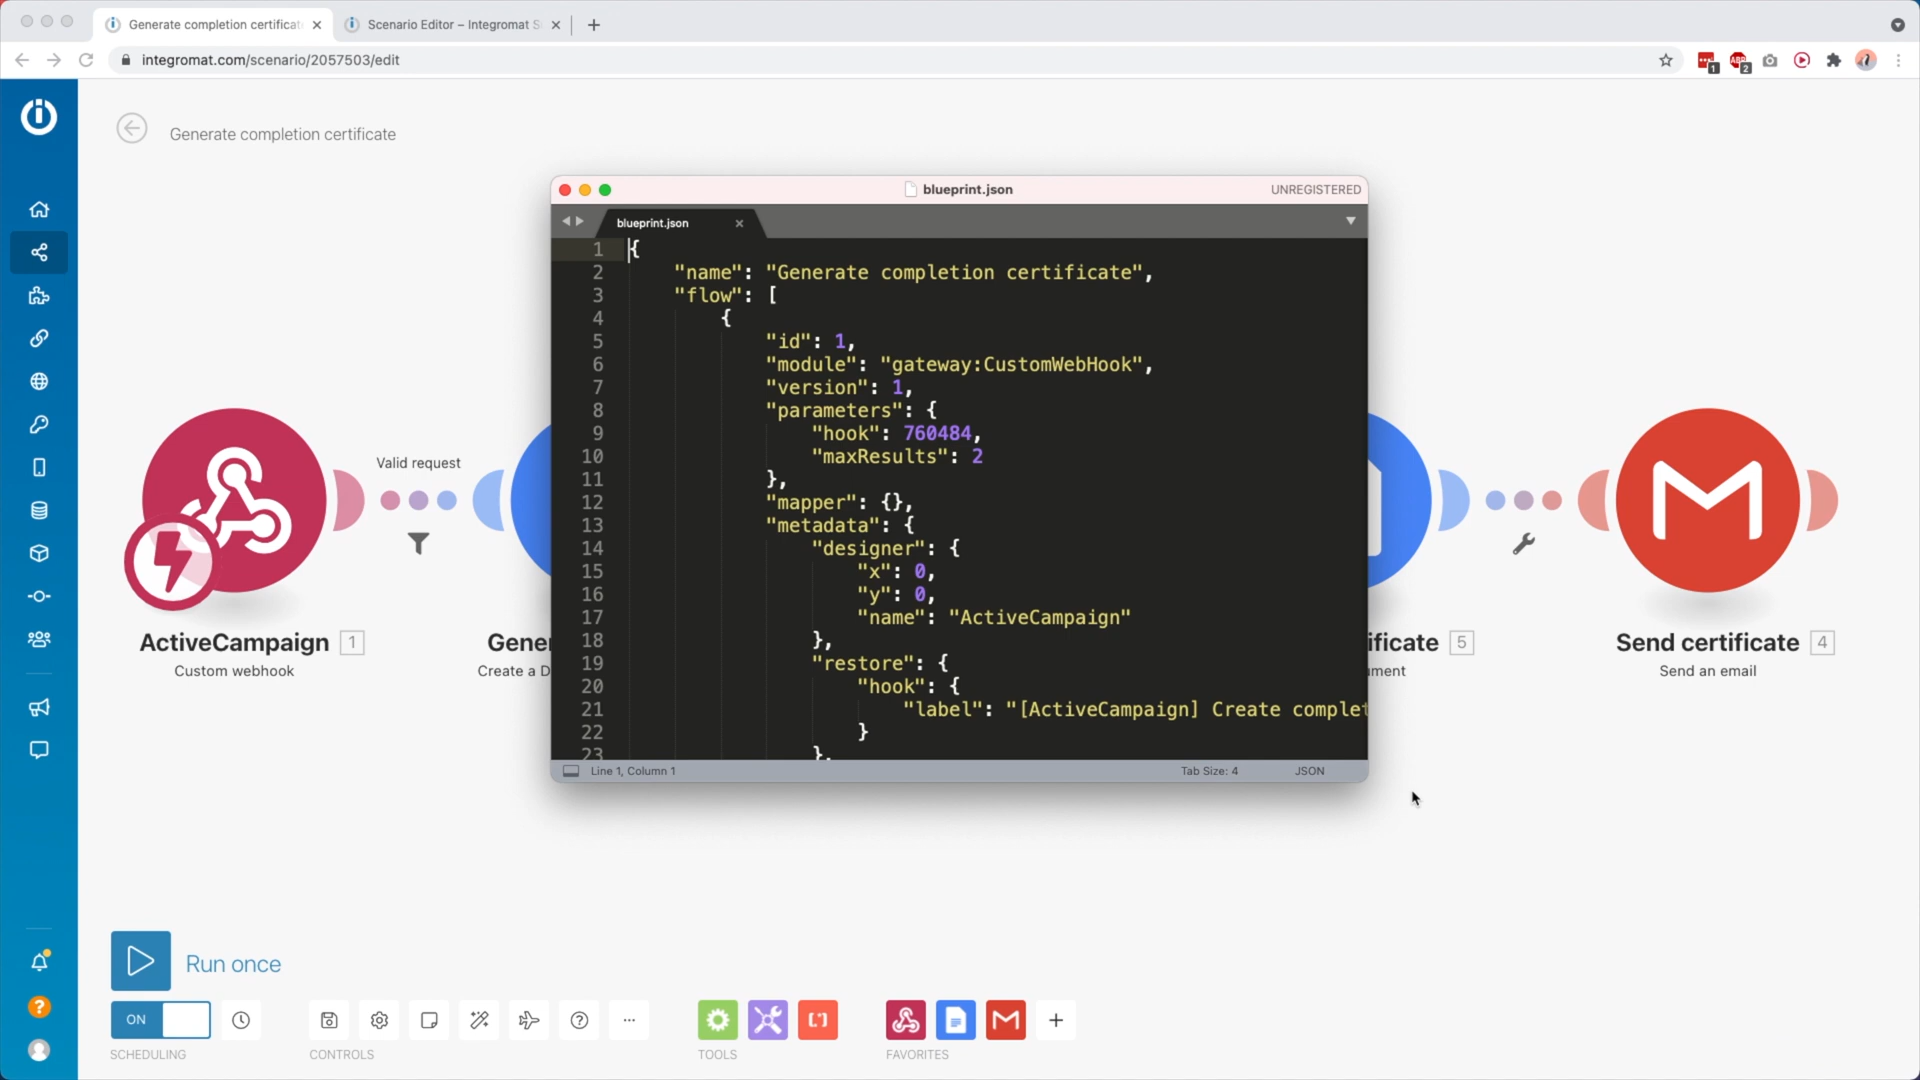 Generate completion certificat
Scenario Editor – Integromat S
integromat.com/scenario/2057503/edit
1
ABP
2
Generate completion certificate
blueprint.json
UNREGISTERED
blueprint.json
1 {
2 "name": "Generate completion certificate",
3 "flow": [
4 {
5 "id": 1,
6 "module": "gateway:CustomWebHook",
7 "version": 1,
8 "parameters": {
9 "hook": 760484,
10 "maxResults": 2
11 },
12 "mapper": {},
13 "metadata": {
14 "designer": {
15 "x": 0,
16 "y": 0,
17 "name": "ActiveCampaign"
18 },
19 "restore": {
20 "hook": {
21 "label": "[ActiveCampaign] Create complet
22 }
23 },
Line 1, Column 1
Tab Size: 4
JSON
Valid request
ActiveCampaign 1
Custom webhook
Gener
Create a D
ificate 5
ument
Send certificate 4
Send an email
Run once
ON
SCHEDULING
CONTROLS
TOOLS
FAVORITES